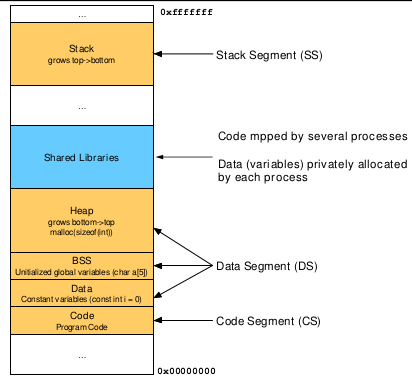 ...
0xfffffff
Stack
grows top->bottom
Stack Segment (SS)
...
Code mpped by several processes
Shared Libraries
Data (variables) privately allocated
by each process
Heap
grows bottom->top
malloc(sizeof(int))
BSS
Unitialized global variables (char a[5])
Data Segment (DS)
Data
Constant variables (const int i = 0)
Code
Program Code
Code Segment (CS)
...
0x00000000